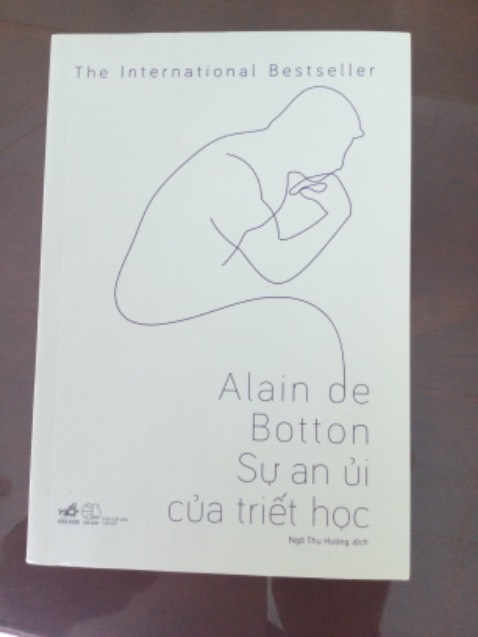 The International Bestseller
Alain de
Botton
Sự an ủi
của triết học
Ngô Thu Hương dịch